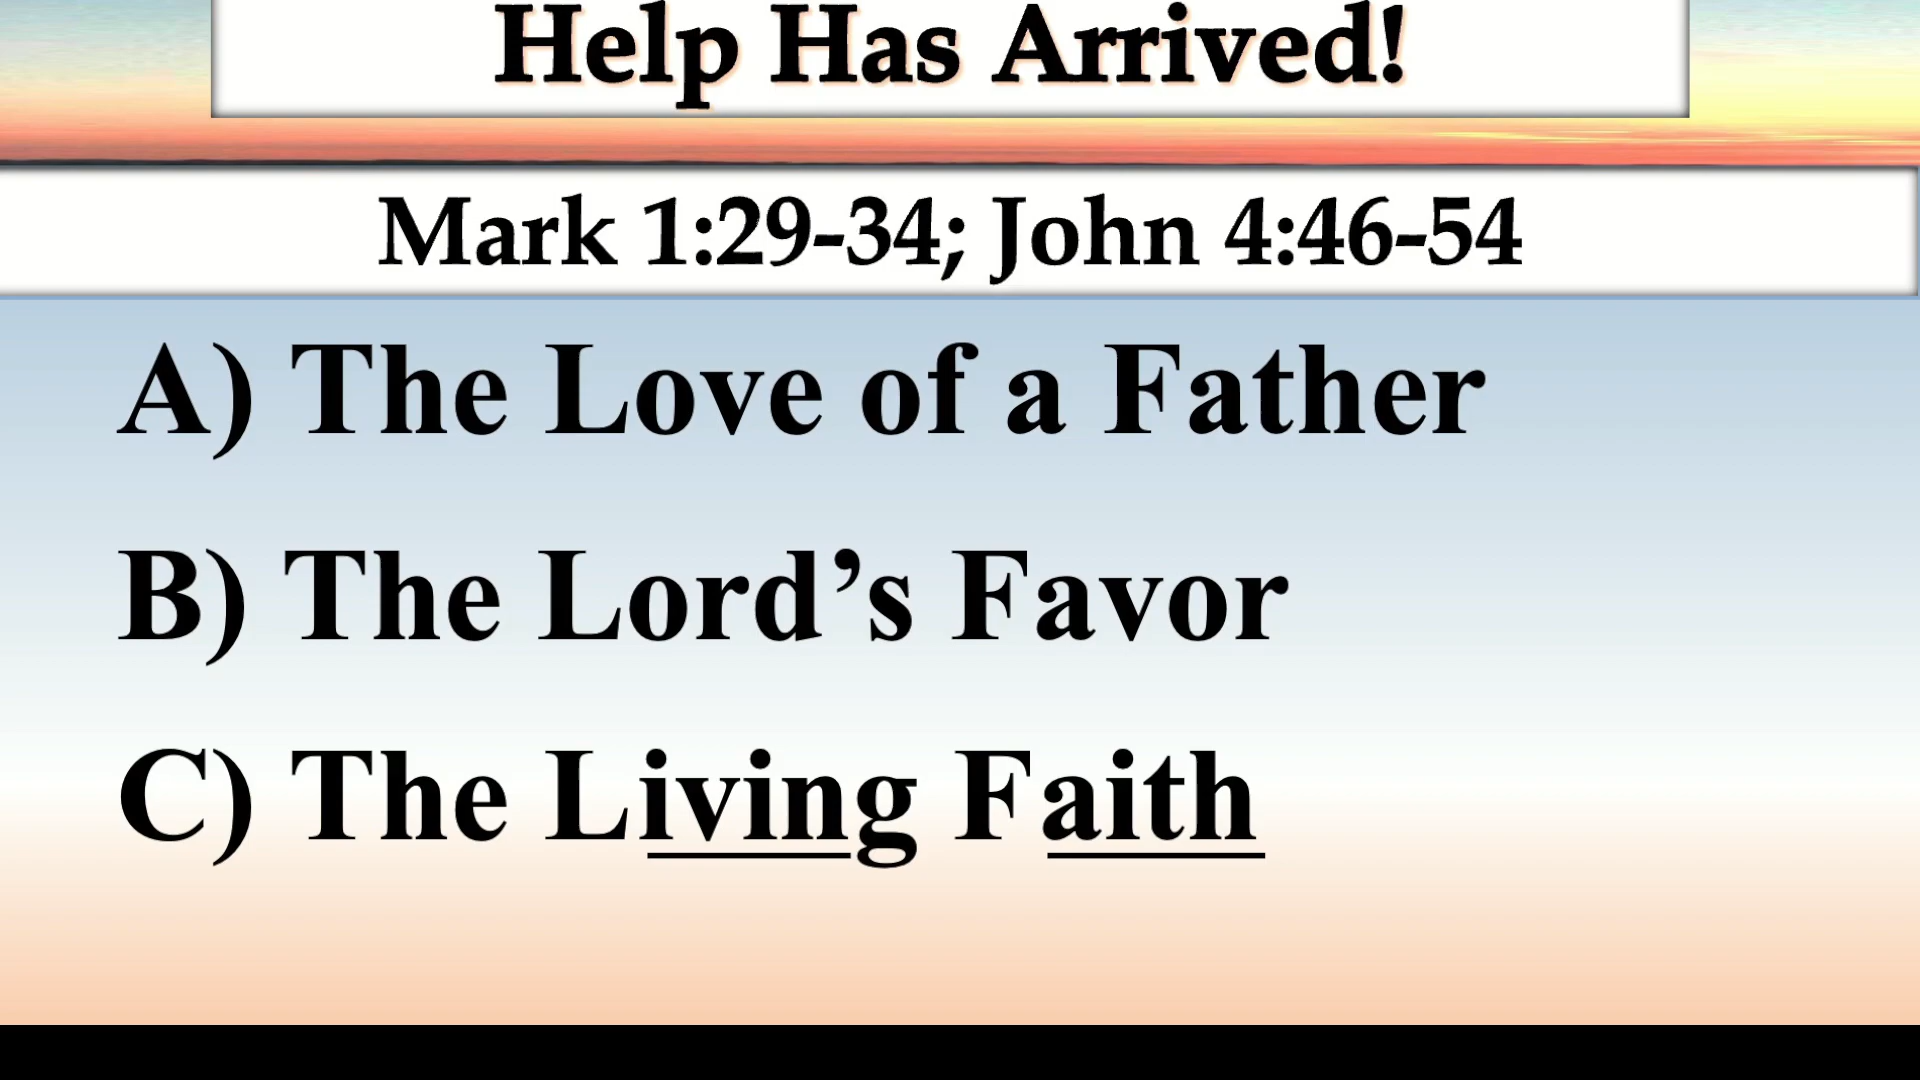 Help Has Arrived!
Mark 1:29-34; John 4:46-54
A) The Love of a Father
B) The Lord’s Favor
C) The Living Faith